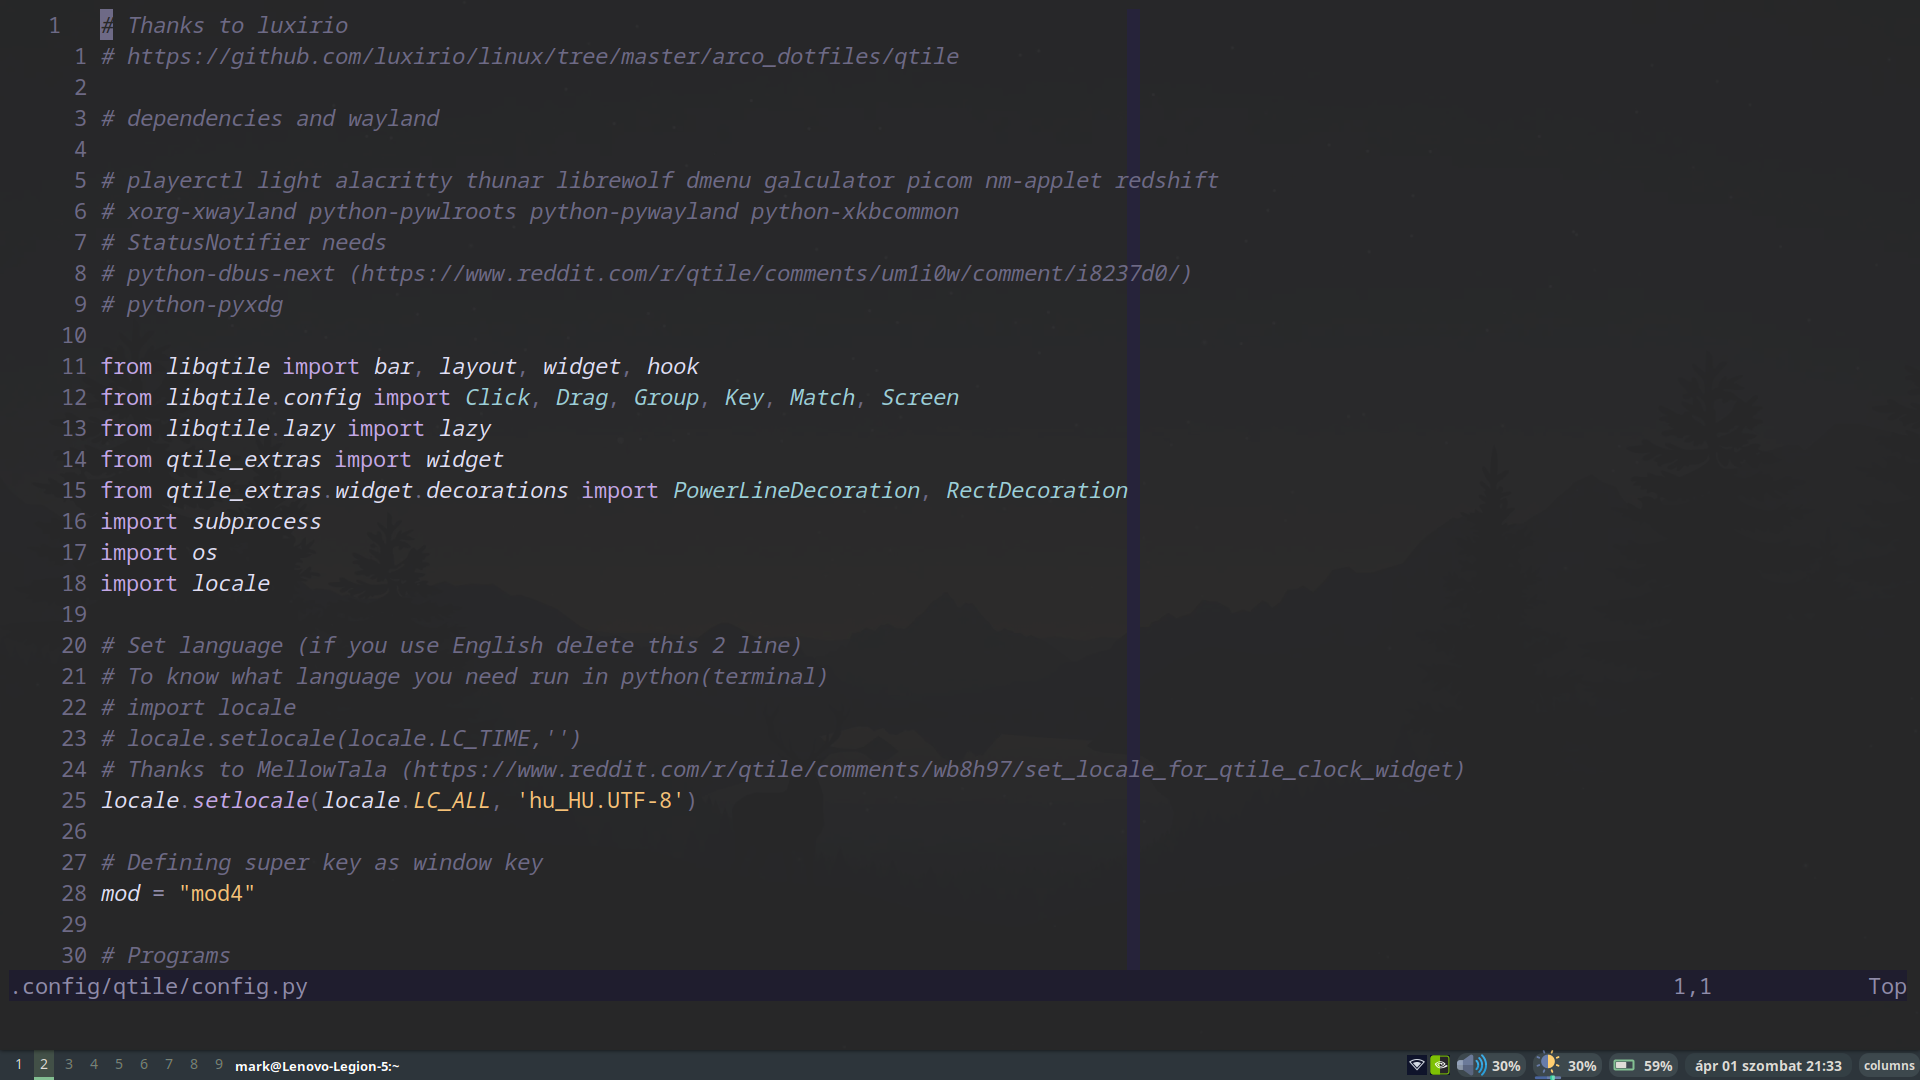 1 # Thanks to luxirio
1 # https://github.com/luxirio/linux/tree/master/arco_dotfiles/qtile
2
3 # dependencies and wayland
4
5 # playerctl light alacritty thunar librewolf dmenu galculator picom nm-applet redshift
6 # xorg-xwayland python-pywlroots python-pywayland python-xkbcommon
7 # StatusNotifier needs
8 # python-dbus-next (https://www.reddit.com/r/qtile/comments/um1i0w/comment/i8237d0/)
9 # python-pyxdg
10
11 from libqtile import bar, layout, widget, hook
12 from libqtile.config import Click, Drag, Group, Key, Match, Screen
13 from libqtile.lazy import lazy
14 from qtile_extras import widget
15 from qtile_extras.widget.decorations import PowerLineDecoration, RectDecoration
16 import subprocess
17 import os
18 import locale
19
20 # Set language (if you use English delete this 2 line)
21 # To know what language you need run in python(terminal)
22 # import locale
23 # locale.setlocale(locale.LC_TIME,'')
24 # Thanks to MellowTala (https://www.reddit.com/r/qtile/comments/wb8h97/set_locale_for_qtile_clock_widget)
25 locale.setlocale(locale.LC_ALL, 'hu_HU.UTF-8')
26
27 # Defining super key as window key
28 mod = "mod4"
29
30 # Programs
.config/qtile/config.py 1,1 Top
1 2 3 4 5 6 7 8 9 mark@Lenovo-Legion-5:~ 30% 30% 59% ápr 01 szombat 21:33 columns